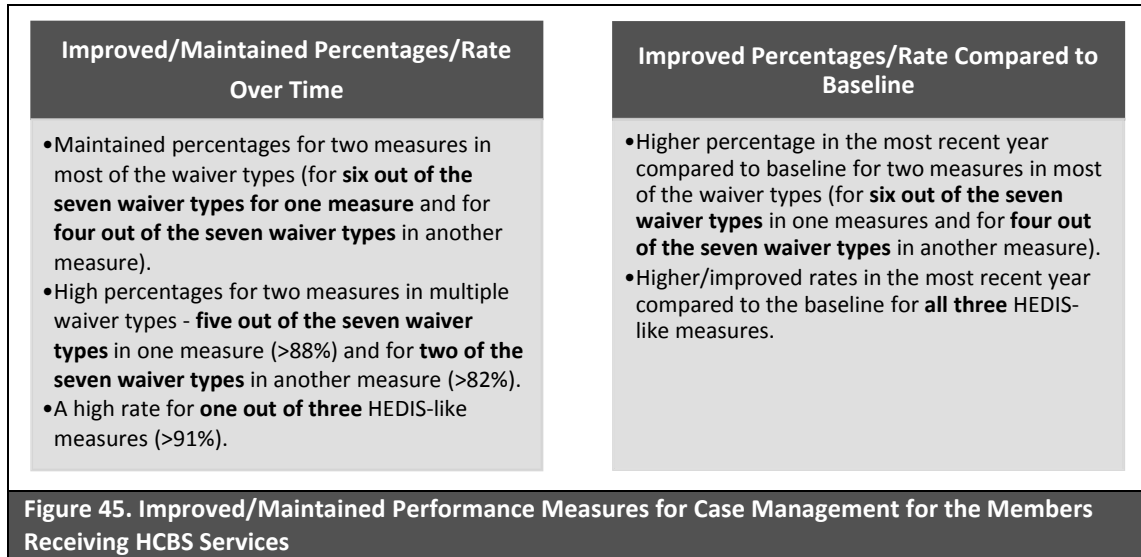 Improved/Maintained Percentages/Rate
Over Time
•Maintained percentages for two measures in
most of the waiver types (for six out of the
seven waiver types for one measure and for
four out of the seven waiver types in another
measure).
•High percentages for two measures in multiple
waiver types - five out of the seven waiver
types in one measure (>88%) and for two of the
seven waiver types in another measure (>82%).
•A high rate for one out of three HEDIS-like
measures (>91%).
Improved Percentages/Rate Compared to
Baseline
•Higher percentage in the most recent year
compared to baseline for two measures in most
of the waiver types (for six out of the seven
waiver types in one measures and for four out
of the seven waiver types in another measure).
•Higher/improved rates in the most recent year
compared to the baseline for all three HEDIS-
like measures.
Figure 45. Improved/Maintained Performance Measures for Case Management for the Members
Receiving HCBS Services